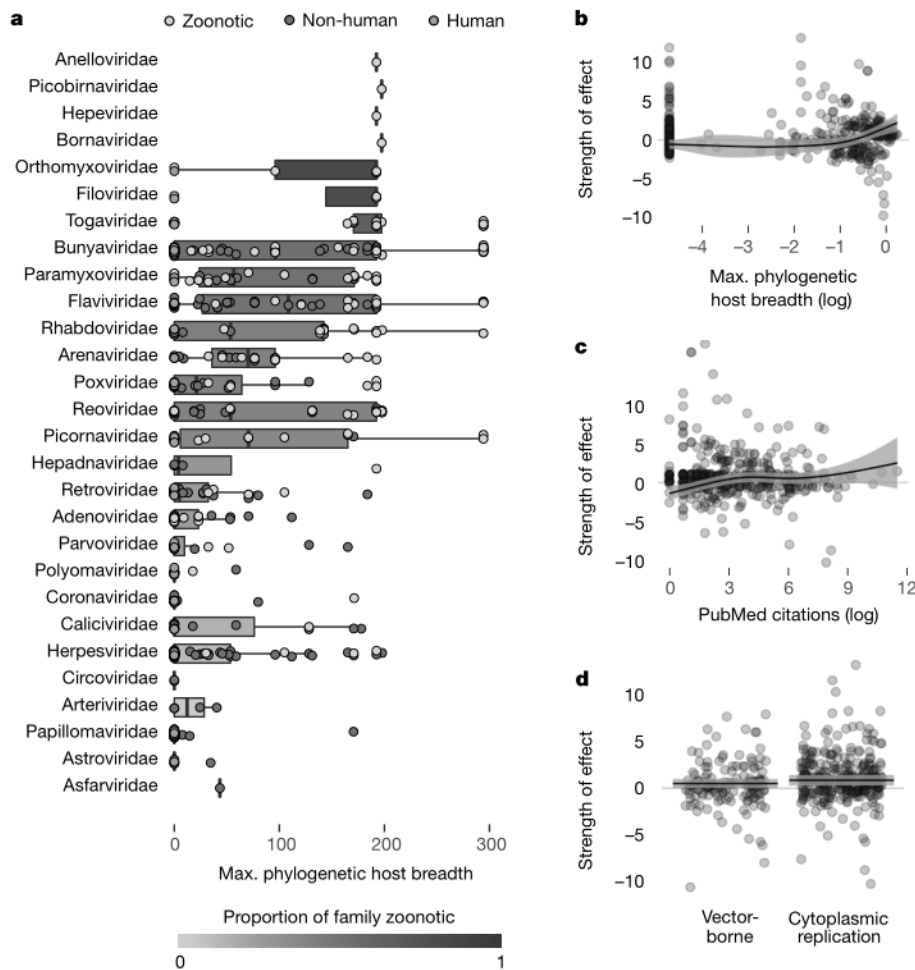 a
Zoonotic Non-human Human
Anelloviridae
Picobirnaviridae
Hepeviridae
Bornaviridae
Orthomyxoviridae
Filoviridae
Togaviridae
Bunyaviridae
Paramyxoviridae
Flaviviridae
Rhabdoviridae
Arenaviridae
Poxviridae
Reoviridae
Picornaviridae
Hepadnaviridae
Retroviridae
Adenoviridae
Parvoviridae
Polyomaviridae
Coronaviridae
Caliciviridae
Herpesviridae
Circoviridae
Arteriviridae
Papillomaviridae
Astroviridae
Asfarviridae
0 100 200 300
Max. phylogenetic host breadth
Proportion of family zoonotic
0 1
b
Strength of effect
10
5
0
−5
−10
−4 −3 −2 −1 0
Max. phylogenetic
host breadth (log)
c
Strength of effect
10
5
0
−5
−10
0 3 6 9 12
PubMed citations (log)
d
Strength of effect
10
5
0
−5
−10
Vector-
borne
Cytoplasmic
replication